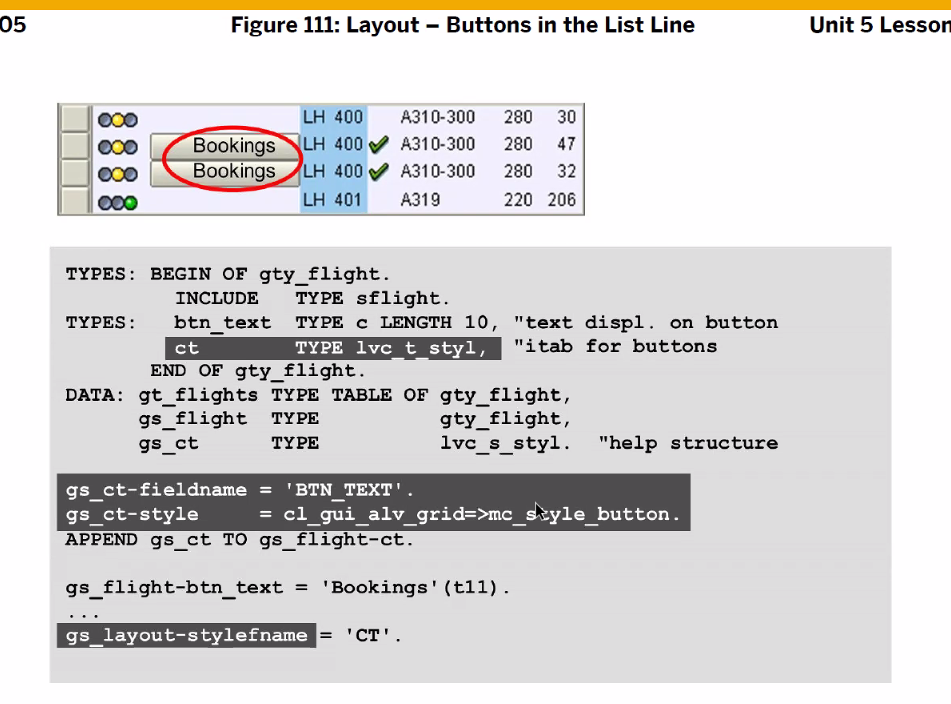 05 Figure 111: Layout – Buttons in the List Line Unit 5 Lesson
LH 400 A310-300 280 30
Bookings LH 400 A310-300 280 47
Bookings LH 400 A310-300 280 32
LH 401 A319 220 206
TYPES: BEGIN OF gty_flight.
INCLUDE TYPE sflight.
TYPES: btn_text TYPE c LENGTH 10, "text displ. on button
ct TYPE lvc_t_styl, "itab for buttons
END OF gty_flight.
DATA: gt_flights TYPE TABLE OF gty_flight,
gs_flight TYPE gty_flight,
gs_ct TYPE lvc_s_styl. "help structure
gs_ct-fieldname = 'BTN_TEXT'.
gs_ct-style = cl_gui_alv_grid=>mc_style_button.
APPEND gs_ct TO gs_flight-ct.
gs_flight-btn_text = 'Bookings'(t11).
...
gs_layout-stylefname = 'CT'.